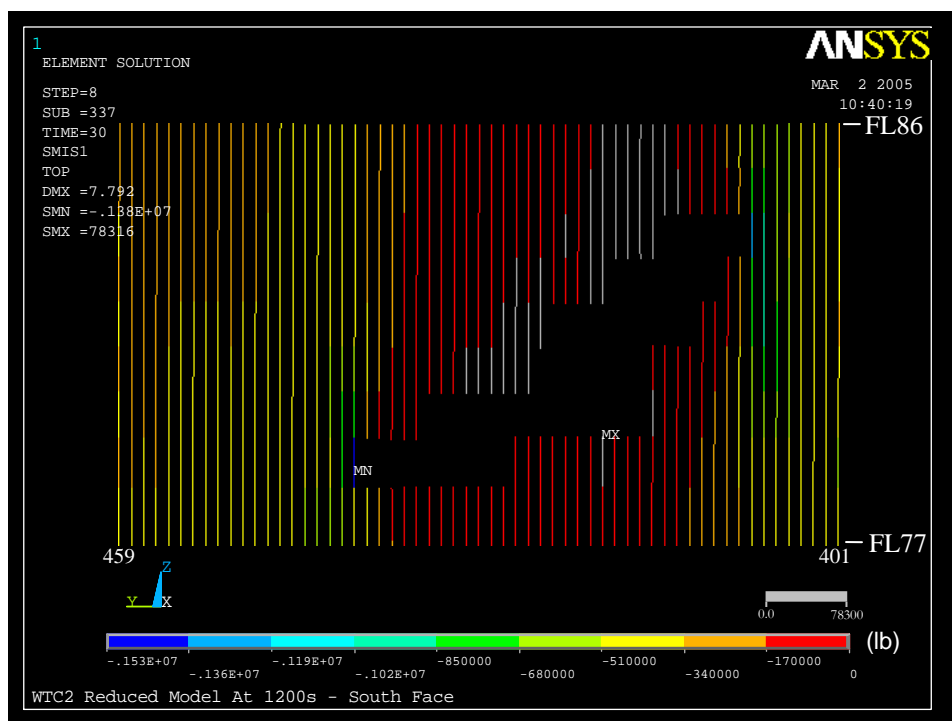 1
ANSYS
ELEMENT SOLUTION
MAR 2 2005
10:40:19
STEP=8
SUB =337
TIME=30
SMIS1
TOP
DMX =7.792
SMN =-.138E+07
SMX =78316
FL86
MX
MN
FL77
459
401
Z
Y
X
0.0 78300
(lb)
-.153E+07 -.119E+07 -850000 -510000 -170000
-.136E+07 -.102E+07 -680000 -340000 0
WTC2 Reduced Model At 1200s - South Face